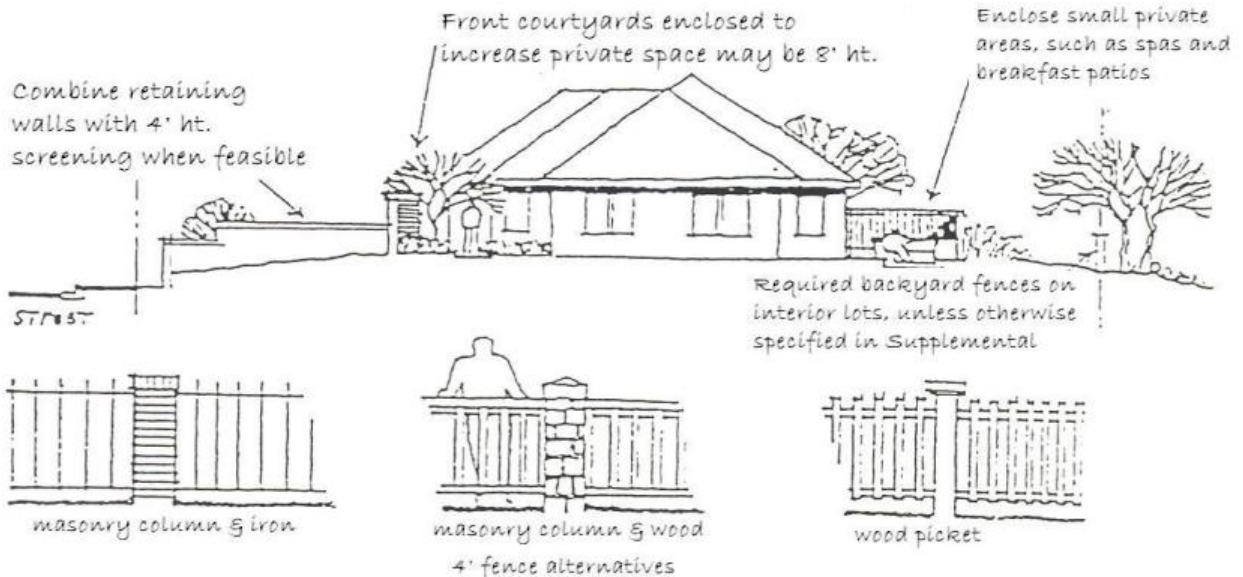 Front courtyards enclosed to
increase private space may be 8' ht.
Enclose small private
areas, such as spas and
breakfast patios
Combine retaining
walls with 4' ht.
screening when feasible
Required backyard fences on
interior lots, unless otherwise
specified in Supplemental
masonry column & iron
masonry column & wood
4' fence alternatives
wood picket